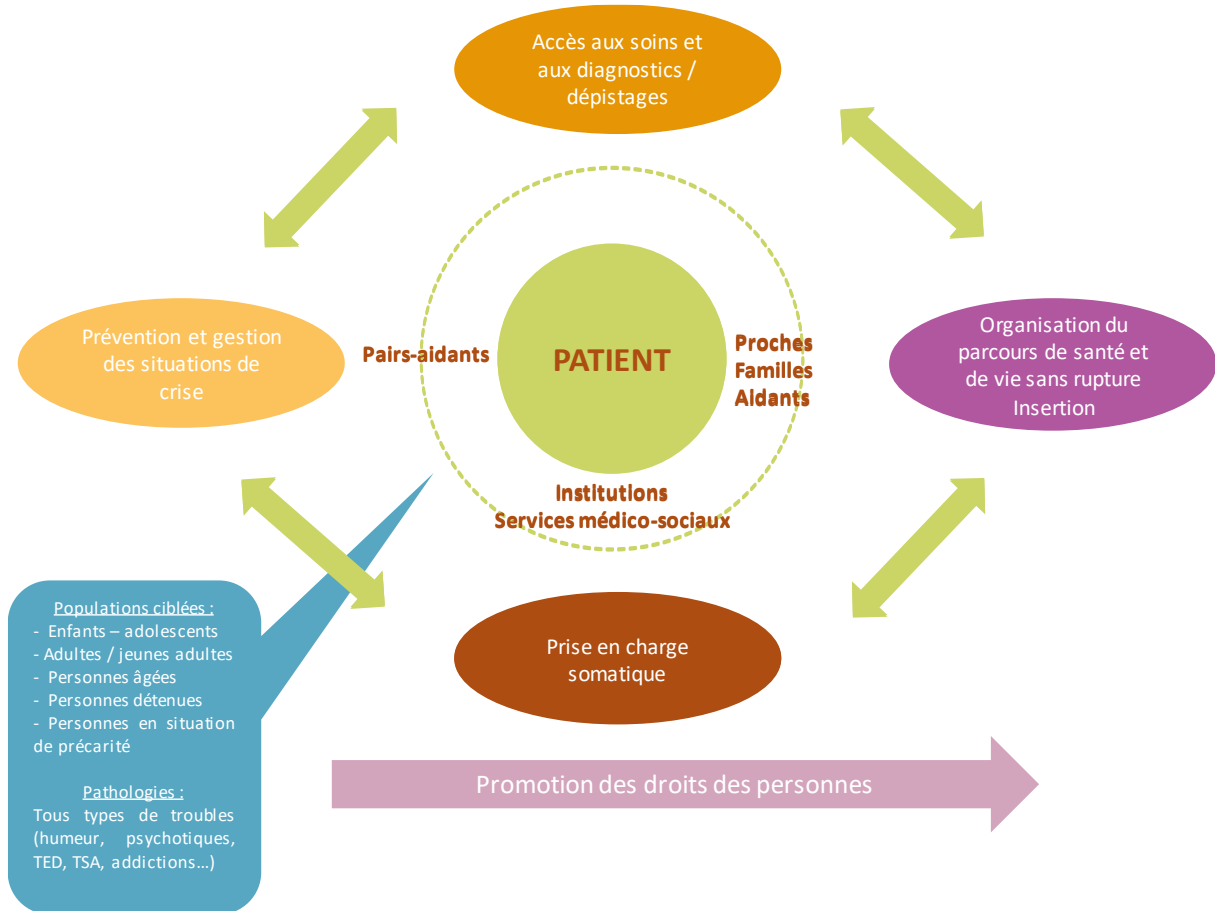 Accès aux soins et
aux diagnostics /
dépistages
Prévention et gestion
des situations de
crise
Pairs-aidants
PATIENT
Proches
Familles
Aidants
Organisation du
parcours de santé et
de vie sans rupture
Insertion
Institutions
Services médico-sociaux
Populations ciblées :
- Enfants – adolescents
- Adultes / jeunes adultes
- Personnes âgées
- Personnes détenues
- Personnes en situation
de précarité
Pathologies :
Tous types de troubles
(humeur, psychotiques,
TED, TSA, addictions…)
Prise en charge
somatique
Promotion des droits des personnes